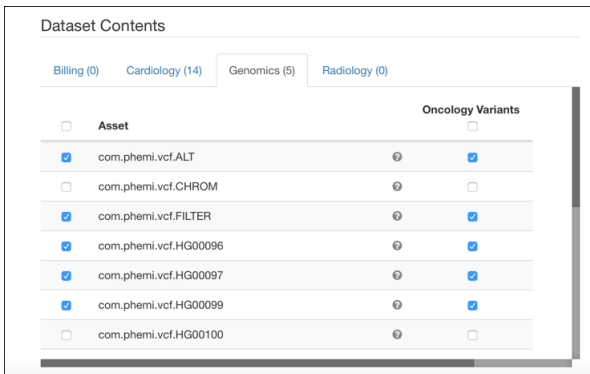 Dataset Contents
Billing (0) Cardiology (14) Genomics (5) Radiology (0)
Asset Oncology Variants
com.phemi.vcf.ALT
com.phemi.vcf.CHROM
com.phemi.vcf.FILTER
com.phemi.vcf.HG00096
com.phemi.vcf.HG00097
com.phemi.vcf.HG00099
com.phemi.vcf.HG00100